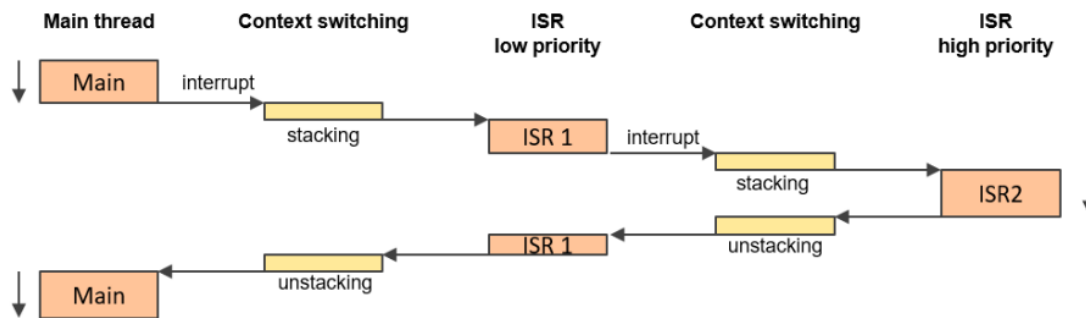 Main thread
Context switching
ISR
low priority
Context switching
ISR
high priority
Main
interrupt
stacking
ISR 1
interrupt
stacking
ISR2
unstacking
ISR 1
unstacking
Main